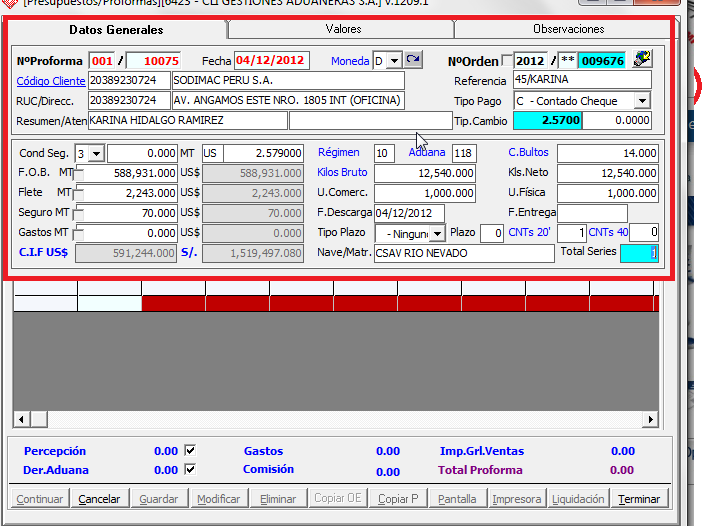 [Presupuestos/Proformas][6423 - CLI GESTIONES ADUANERAS S.A.] v.1209.1
Datos Generales Valores Observaciones
NºProforma 001 / 10075 Fecha 04/12/2012 Moneda D NºOrden 2012 / ** 009676
Código Cliente 20389230724 SODIMAC PERU S.A. Referencia 45/KARINA
RUC/Direcc. 20389230724 AV. ANGAMOS ESTE NRO. 1805 INT (OFICINA) Tipo Pago C - Contado Cheque
Resumen/Aten KARINA HIDALGO RAMIREZ Tip.Cambio 2.5700 0.0000
Cond Seg. 3 0.000 MT US 2.579000 Régimen 10 Aduana 118 C.Bultos 14.000
F.O.B. MT 588,931.000 US$ 588,931.000 Kilos Bruto 12,540.000 Kls.Neto 12,540.000
Flete MT 2,243.000 US$ 2,243.000 U.Comerc. 1,000.000 U.Física 1,000.000
Seguro MT 70.000 US$ 70.000 F.Descarga 04/12/2012 F.Entrega
Gastos MT 0.000 US$ 0.000 Tipo Plazo - Ninguno Plazo 0 CNTs 20' 1 CNTs 40 0
C.I.F US$ 591,244.000 S/. 1,519,497.080 Nave/Matr. CSAV RIO NEVADO Total Series 1
Percepción 0.00 Gastos 0.00 Imp.Grl.Ventas 0.00
Der.Aduana 0.00 Comisión 0.00 Total Proforma 0.00
Continuar Cancelar Guardar Modificar Eliminar Copiar OE Copiar P Pantalla Impresora Liquidación Terminar